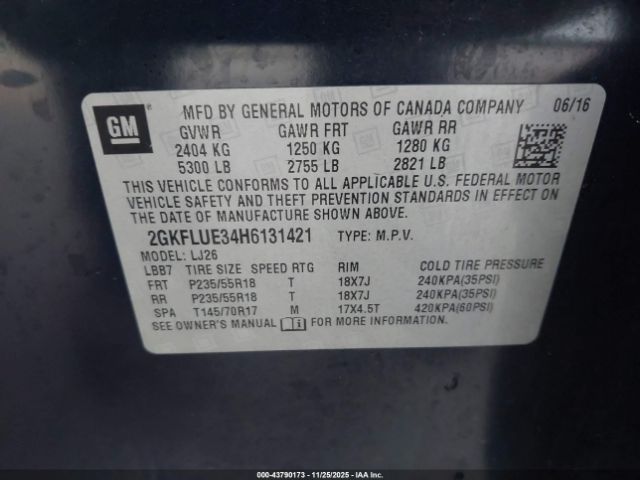 GM
MFD BY GENERAL MOTORS OF CANADA COMPANY 06/16
GVWR GAWR FRT GAWR RR
2404 KG 1250 KG 1280 KG
5300 LB 2755 LB 2821 LB
THIS VEHICLE CONFORMS TO ALL APPLICABLE U.S. FEDERAL MOTOR
VEHICLE SAFETY AND THEFT PREVENTION STANDARDS IN EFFECT ON
THE DATE OF MANUFACTURE SHOWN ABOVE.
2GKFLUE34H6131421 TYPE: M.P.V.
MODEL: LJ26
LBB7 TIRE SIZE SPEED RTG RIM COLD TIRE PRESSURE
FRT P235/55R18 T 18X7J 240KPA(35PSI)
RR P235/55R18 T 18X7J 240KPA(35PSI)
SPA T145/70R17 M 17X4.5T 420KPA(60PSI)
SEE OWNER'S MANUAL FOR MORE INFORMATION.
000-43790173 - 11/25/2025 - IAAI.COM